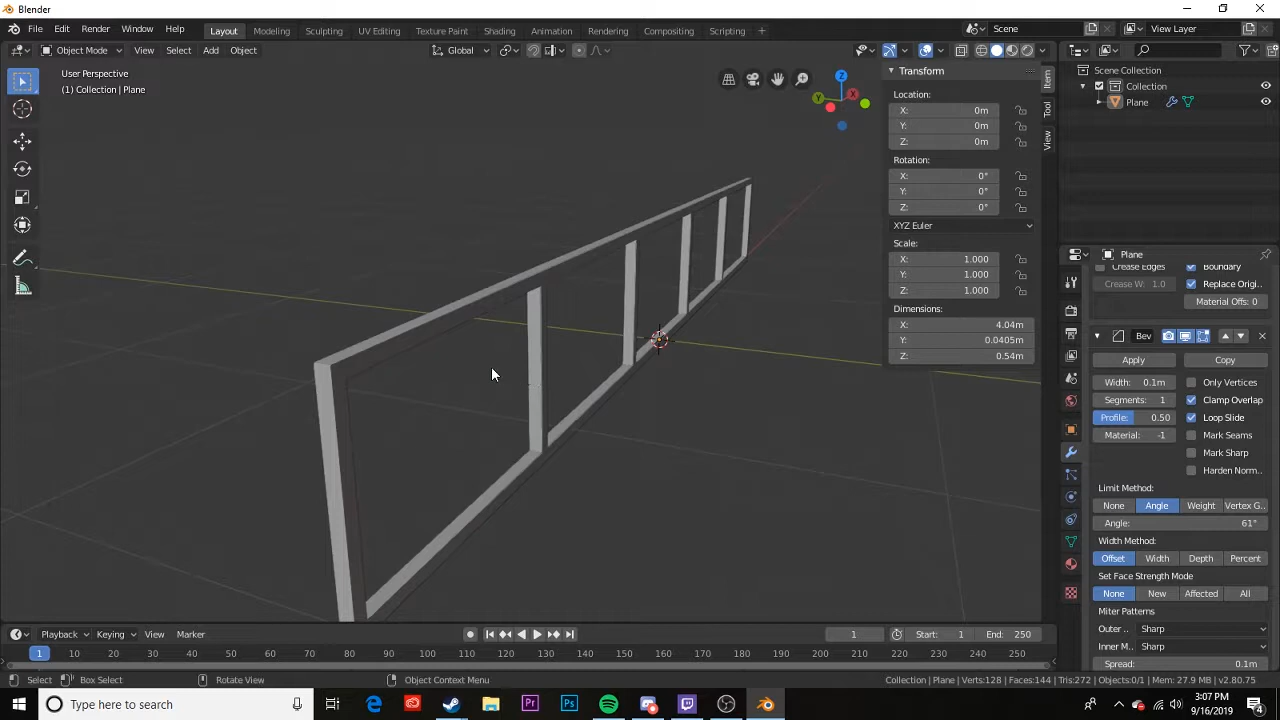 Blender
File Edit Render Window Help Layout Modeling Sculpting UV Editing Texture Paint Shading Animation Rendering Compositing Scripting + Scene View Layer
Object Mode View Select Add Object Global
User Perspective
(1) Collection | Plane
Z
Y
X
Transform
Location:
X: 0m
Y: 0m
Z: 0m
Rotation:
X: 0°
Y: 0°
Z: 0°
XYZ Euler
Scale:
X: 1.000
Y: 1.000
Z: 1.000
Dimensions:
X: 4.04m
Y: 0.0405m
Z: 0.54m
Item
Tool
View
Scene Collection
Collection
Plane
Plane
Crease Edges Boundary
Crease W: 1.0 Replace Origi..
Material Offs: 0
Bev
Apply Copy
Width: 0.1m Only Vertices
Segments: 1 Clamp Overlap
Profile: 0.50 Loop Slide
Material: -1 Mark Seams
Mark Sharp
Harden Norm..
Limit Method:
None Angle Weight Vertex G..
Angle: 61°
Width Method:
Offset Width Depth Percent
Set Face Strength Mode
None New Affected All
Miter Patterns
Outer .. Sharp
Inner M.. Sharp
Spread: 0.1m
Playback Keying View Marker 1 Start: 1 End: 250
1 10 20 30 40 50 60 70 80 90 100 110 120 130 140 150 160 170 180 190 200 210 220 230 240 250
Select Box Select Rotate View Object Context Menu Collection | Plane | Verts:128 | Faces:144 | Tris:272 | Objects:0/1 | Mem: 27.9 MB | v2.80.75
Type here to search
3:07 PM
9/16/2019